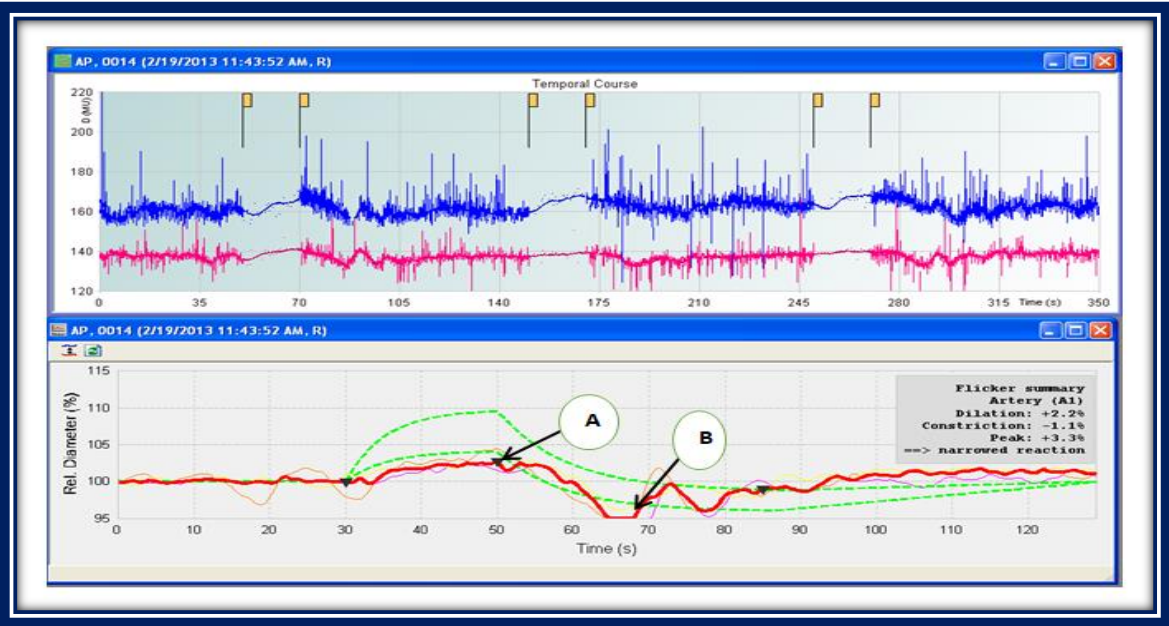 AP, 0014 (2/19/2013 11:43:52 AM, R)
Temporal Course
D (MU)
220
200
180
160
140
120
0 35 70 105 140 175 210 245 280 315 Time (s) 350
AP, 0014 (2/19/2013 11:43:52 AM, R)
Rel. Diameter (%)
115
110
105
100
95
Flicker summary
Artery (A1)
Dilation: +2.2%
Constriction: -1.1%
Peak: +3.3%
==> narrowed reaction
A
B
0 10 20 30 40 50 60 70 80 90 100 110 120
Time (s)